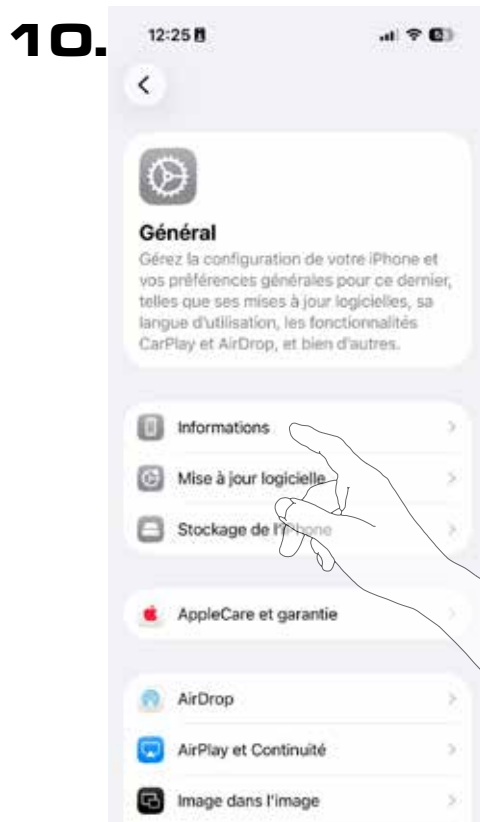 10.
12:25
Général
Gérez la configuration de votre iPhone et
vos préférences générales pour ce dernier,
telles que ses mises à jour logicielles, sa
langue d'utilisation, les fonctionnalités
CarPlay et AirDrop, et bien d'autres.
Informations
Mise à jour logicielle
Stockage de l'iPhone
AppleCare et garantie
AirDrop
AirPlay et Continuité
Image dans l'image